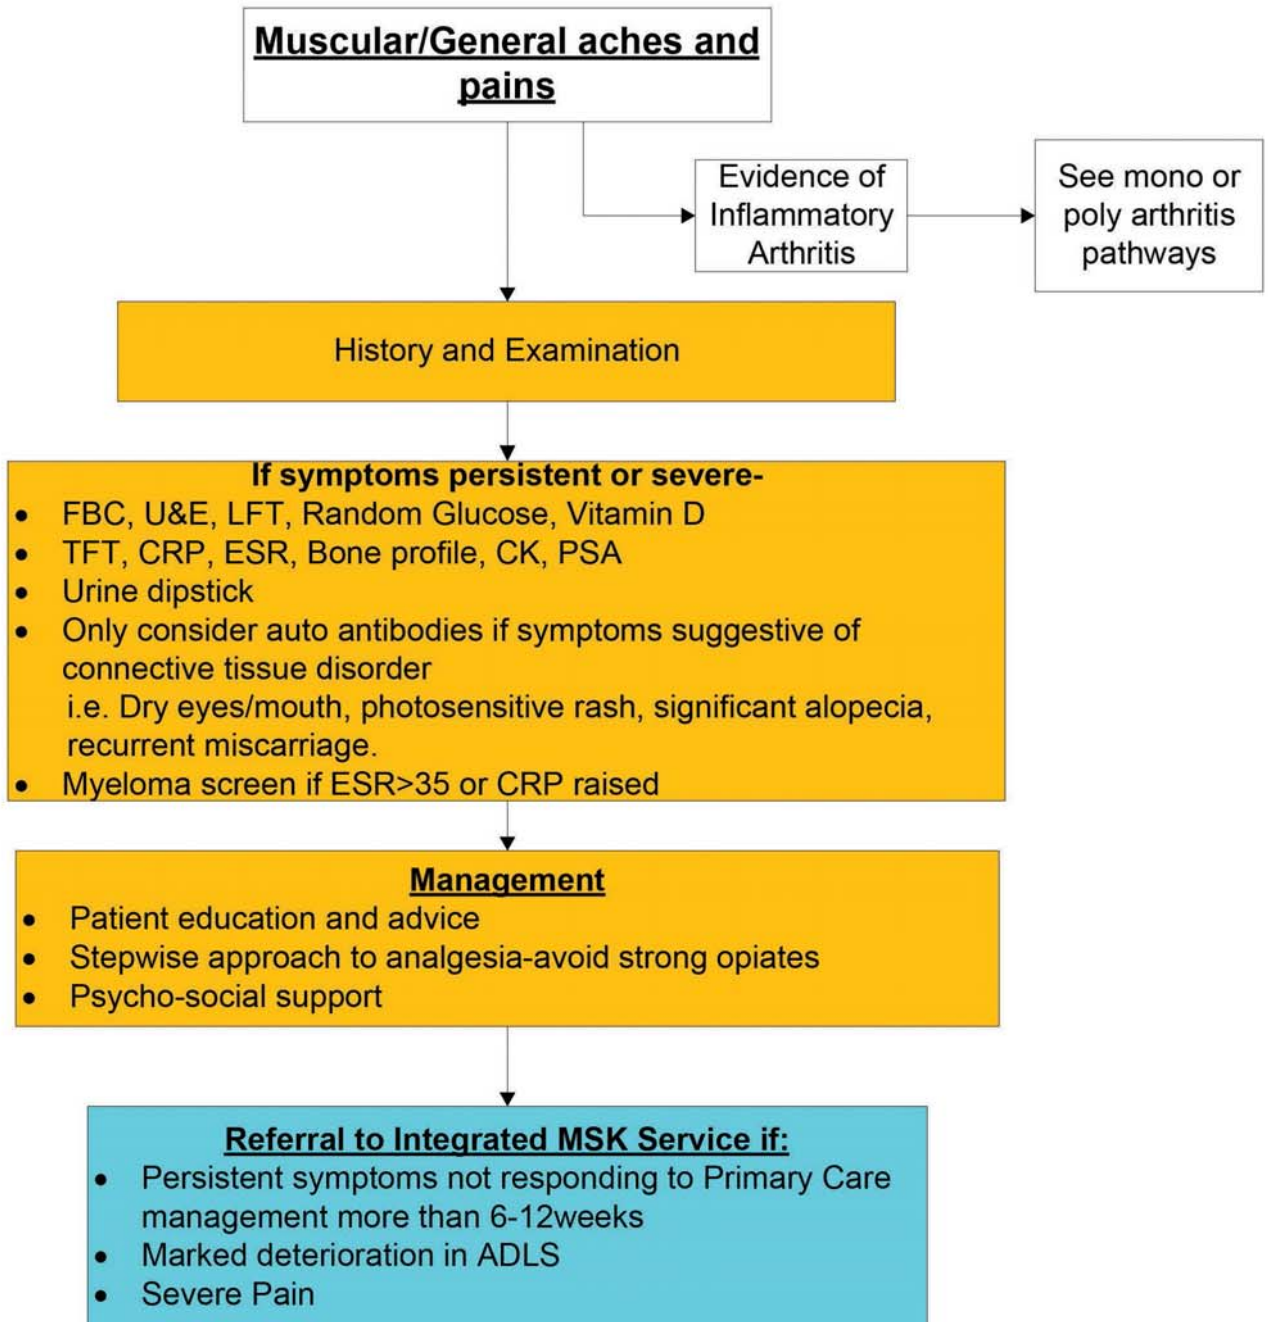 Muscular/General aches and
pains
Evidence of
Inflammatory
Arthritis
See mono or
poly arthritis
pathways
History and Examination
If symptoms persistent or severe-
• FBC, U&E, LFT, Random Glucose, Vitamin D
• TFT, CRP, ESR, Bone profile, CK, PSA
• Urine dipstick
• Only consider auto antibodies if symptoms suggestive of
connective tissue disorder
i.e. Dry eyes/mouth, photosensitive rash, significant alopecia,
recurrent miscarriage.
• Myeloma screen if ESR>35 or CRP raised
Management
• Patient education and advice
• Stepwise approach to analgesia-avoid strong opiates
• Psycho-social support
Referral to Integrated MSK Service if:
• Persistent symptoms not responding to Primary Care
management more than 6-12weeks
• Marked deterioration in ADLS
• Severe Pain